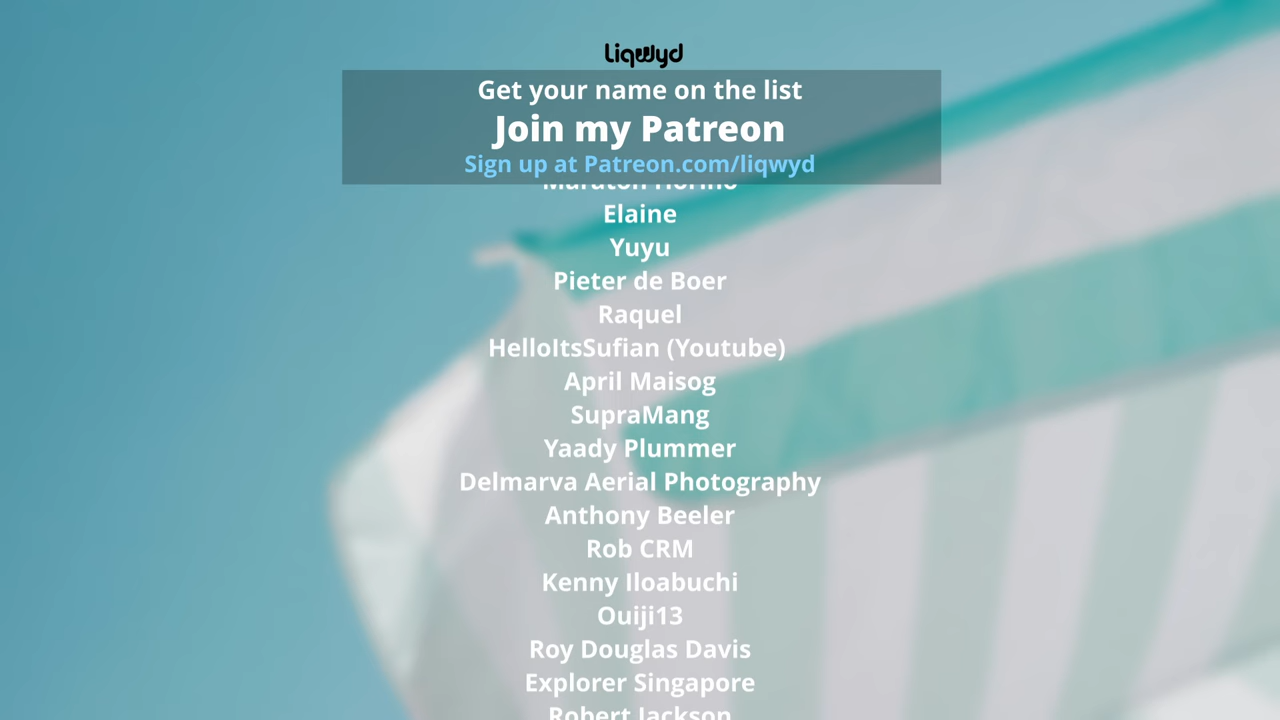 Liqwyd
Get your name on the list
Join my Patreon
Sign up at Patreon.com/liqwyd
Elaine
Yuyu
Pieter de Boer
Raquel
HelloItsSufian (Youtube)
April Maisog
SupraMang
Yaady Plummer
Delmarva Aerial Photography
Anthony Beeler
Rob CRM
Kenny Iloabuchi
Ouiji13
Roy Douglas Davis
Explorer Singapore
Robert Jackson